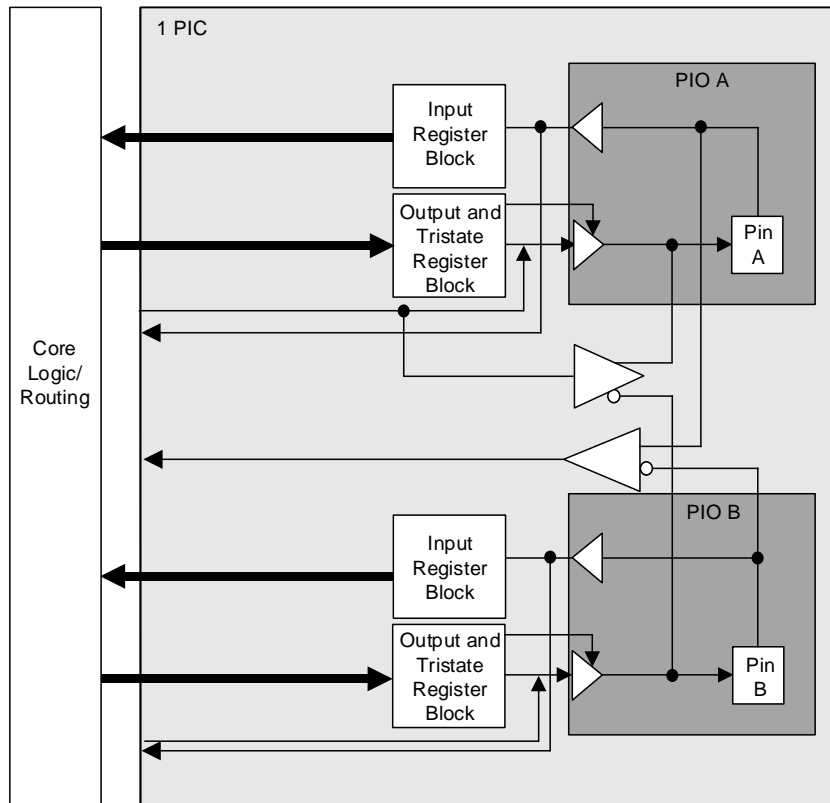 1 PIC
PIO A
Input
Register
Block
Output and
Tristate
Register
Block
Pin
A
Core
Logic/
Routing
PIO B
Input
Register
Block
Output and
Tristate
Register
Block
Pin
B